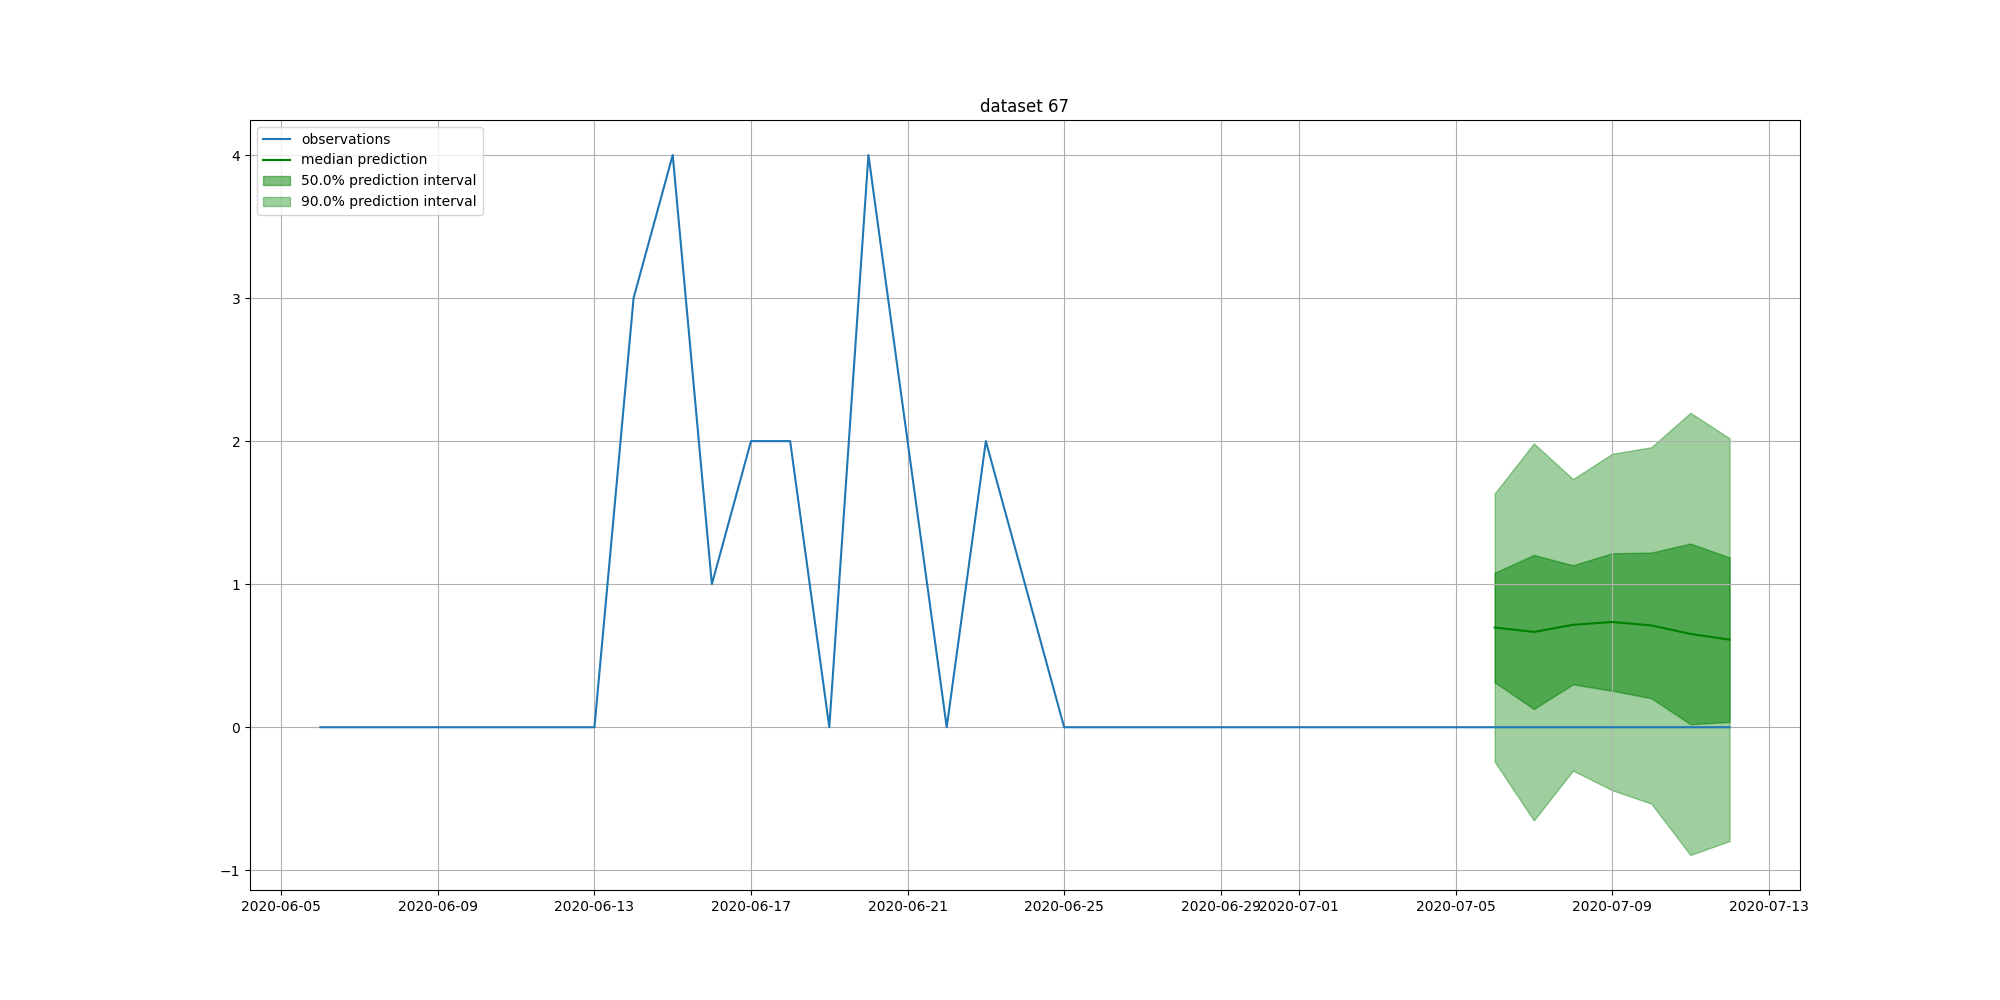 dataset 67
observations
median prediction
50.0% prediction interval
90.0% prediction interval
4
3
2
1
0
−1
2020-06-05 2020-06-09 2020-06-13 2020-06-17 2020-06-21 2020-06-25 2020-06-29 2020-07-01 2020-07-05 2020-07-09 2020-07-13